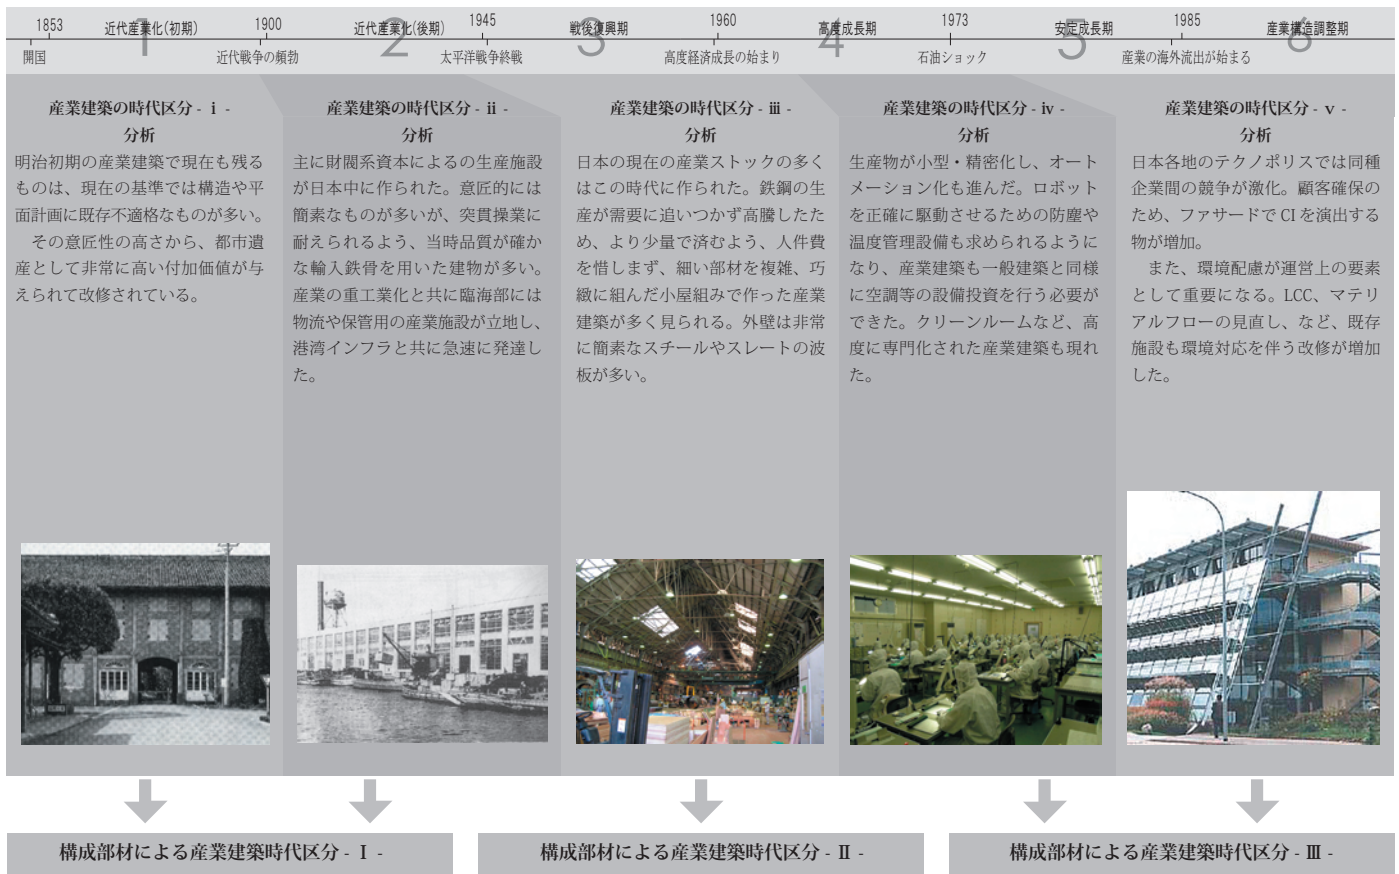 1853
近代産業化(初期)
1
1900
近代産業化(後期)
2
1945
戦後復興期
3
1960
高度成長期
4
1973
安定成長期
5
1985
産業構造調整期
6
開国
近代戦争の頻勃
太平洋戦争終戦
高度経済成長の始まり
石油ショック
産業の海外流出が始まる
産業建築の時代区分 - ⅰ -
分析
明治初期の産業建築で現在も残る
ものは、現在の基準では構造や平
面計画に既存不適格なものが多い。
その意匠性の高さから、都市遺
産として非常に高い付加価値が与
えられて改修されている。
産業建築の時代区分 - ⅱ -
分析
主に財閥系資本によるの生産施設
が日本中に作られた。意匠的には
簡素なものが多いが、突貫操業に
耐えられるよう、当時品質が確か
な輸入鉄骨を用いた建物が多い。
産業の重工業化と共に臨海部には
物流や保管用の産業施設が立地し、
港湾インフラと共に急速に発達し
た。
産業建築の時代区分 - ⅲ -
分析
日本の現在の産業ストックの多く
はこの時代に作られた。鉄鋼の生
産が需要に追いつかず高騰したた
め、より少量で済むよう、人件費
を惜しまず、細い部材を複雑、巧
緻に組んだ小屋組みで作った産業
建築が多く見られる。外壁は非常
に簡素なスチールやスレートの波
板が多い。
産業建築の時代区分 - ⅳ -
分析
生産物が小型・精密化し、オート
メーション化も進んだ。ロボット
を正確に駆動させるための防塵や
温度管理設備も求められるように
なり、産業建築も一般建築と同様
に空調等の設備投資を行う必要が
できた。クリーンルームなど、高
度に専門化された産業建築も現れ
た。
産業建築の時代区分 - ⅴ -
分析
日本各地のテクノポリスでは同種
企業間の競争が激化。顧客確保の
ため、ファサードで CI を演出する
物が増加。
また、環境配慮が運営上の要素
として重要になる。LCC、マテリ
アルフローの見直し、など、既存
施設も環境対応を伴う改修が増加
した。
構成部材による産業建築時代区分 - Ⅰ -
構成部材による産業建築時代区分 - Ⅱ -
構成部材による産業建築時代区分 - Ⅲ -